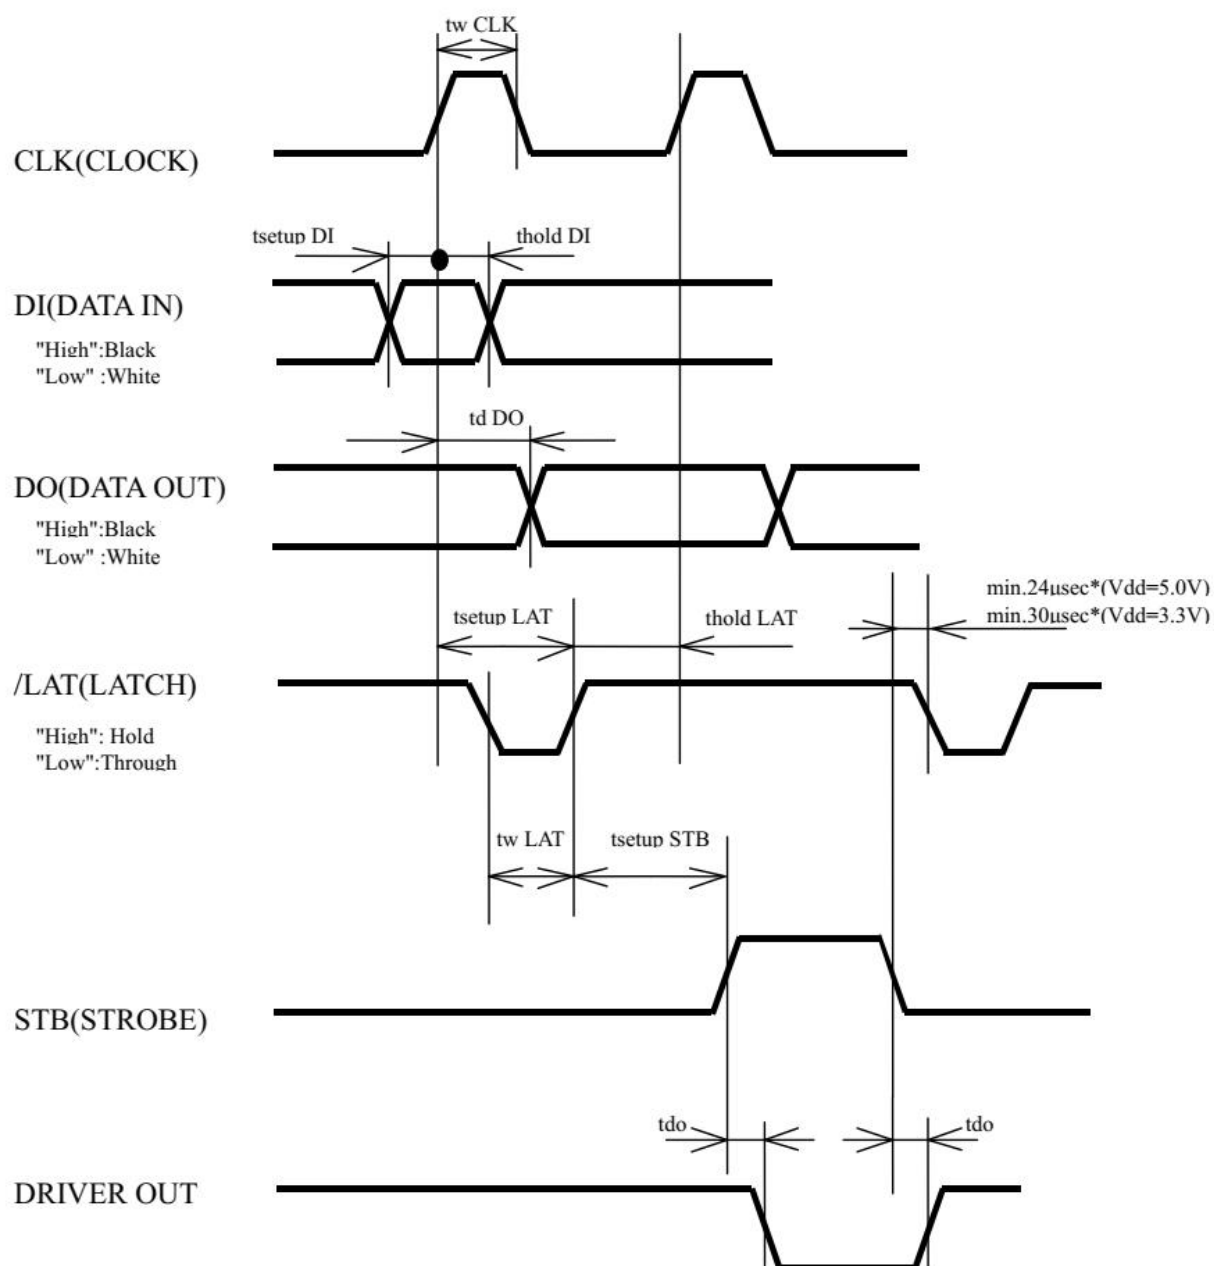 tw CLK
CLK(CLOCK)
tsetup DI
thold DI
DI(DATA IN)
"High":Black
"Low" :White
td DO
DO(DATA OUT)
"High":Black
"Low" :White
min.24μsec*(Vdd=5.0V)
min.30μsec*(Vdd=3.3V)
tsetup LAT
thold LAT
/LAT(LATCH)
"High": Hold
"Low":Through
tw LAT
tsetup STB
STB(STROBE)
tdo
tdo
DRIVER OUT